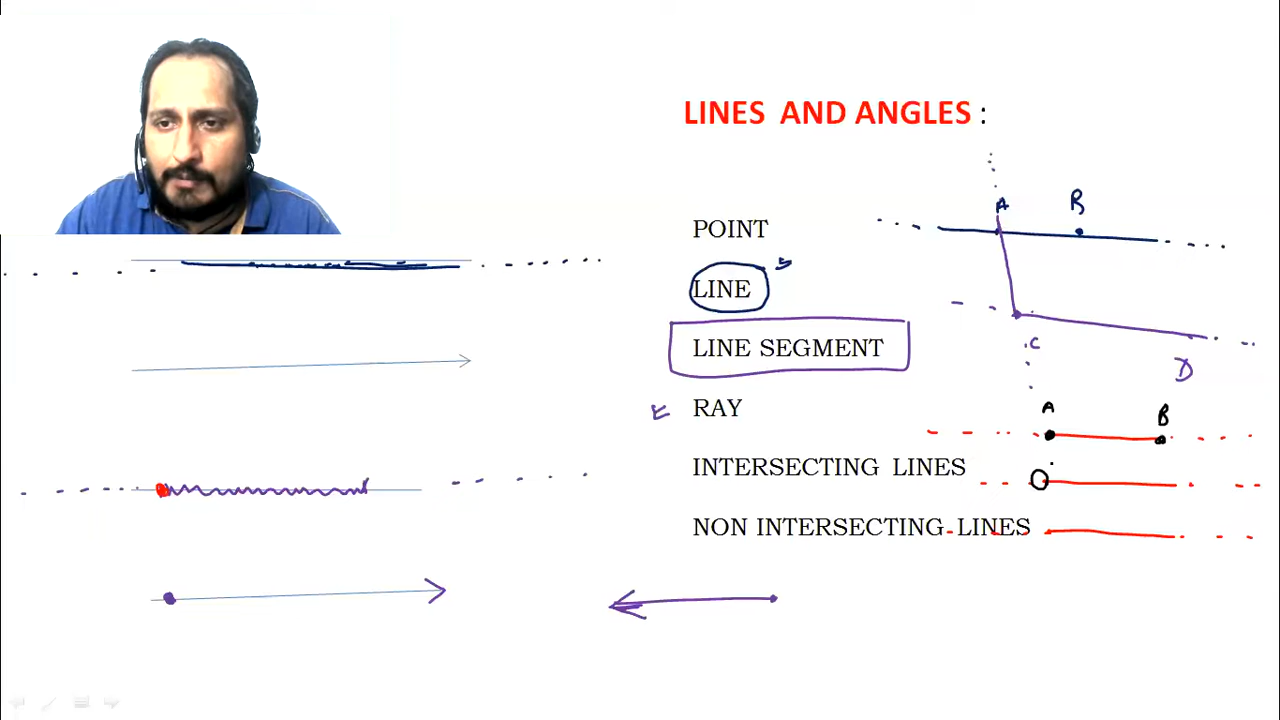 LINES AND ANGLES :
A B
POINT
LINE
C
LINE SEGMENT
D
RAY
A B
INTERSECTING LINES
NON INTERSECTING LINES